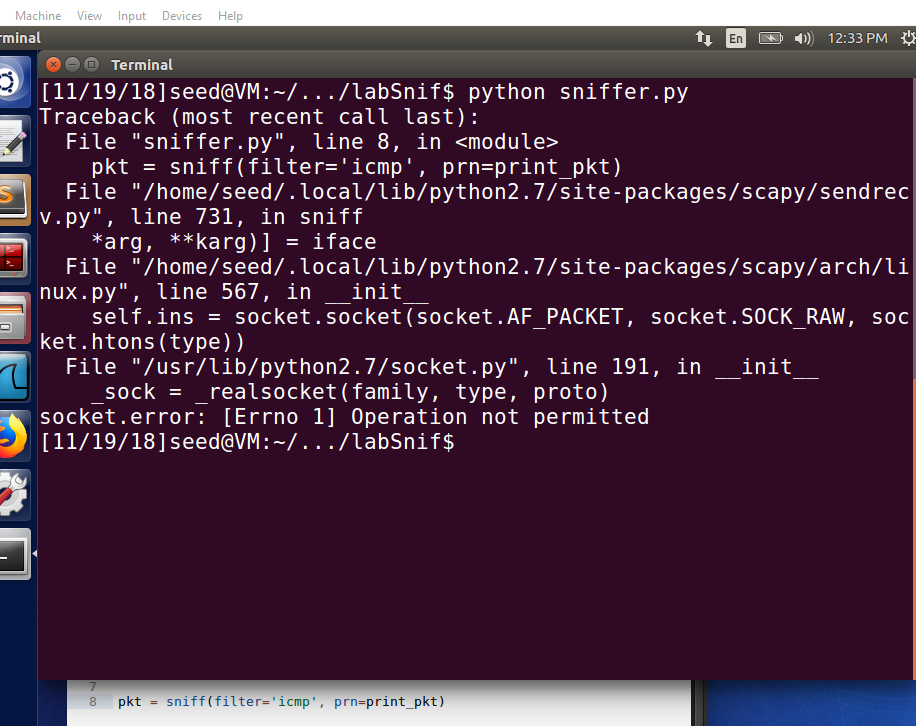 Machine View Input Devices Help
rminal En 12:33 PM
Terminal
[11/19/18]seed@VM:~/.../labSnif$ python sniffer.py
Traceback (most recent call last):
  File "sniffer.py", line 8, in <module>
    pkt = sniff(filter='icmp', prn=print_pkt)
  File "/home/seed/.local/lib/python2.7/site-packages/scapy/sendrec
v.py", line 731, in sniff
    *arg, **karg)] = iface
  File "/home/seed/.local/lib/python2.7/site-packages/scapy/arch/li
nux.py", line 567, in __init__
    self.ins = socket.socket(socket.AF_PACKET, socket.SOCK_RAW, soc
ket.htons(type))
  File "/usr/lib/python2.7/socket.py", line 191, in __init__
    _sock = _realsocket(family, type, proto)
socket.error: [Errno 1] Operation not permitted
[11/19/18]seed@VM:~/.../labSnif$
7
8 pkt = sniff(filter='icmp', prn=print_pkt)